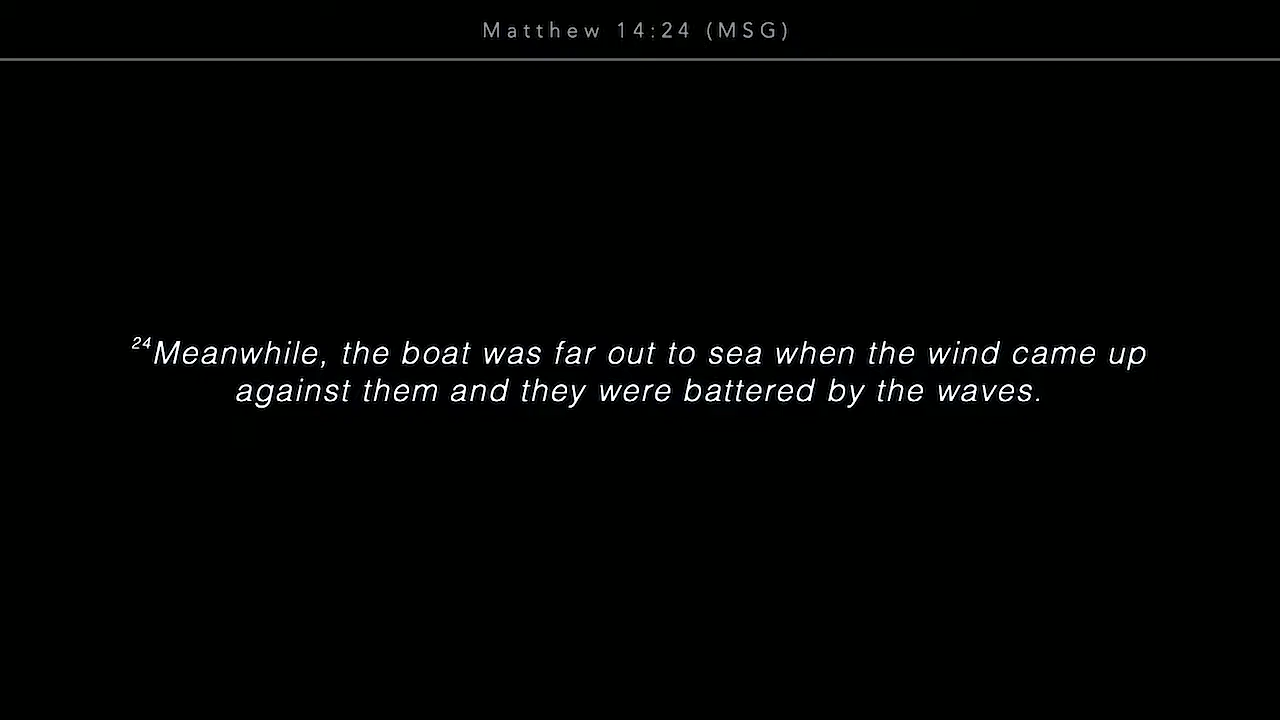 Matthew 14:24 (MSG)
24Meanwhile, the boat was far out to sea when the wind came up
against them and they were battered by the waves.